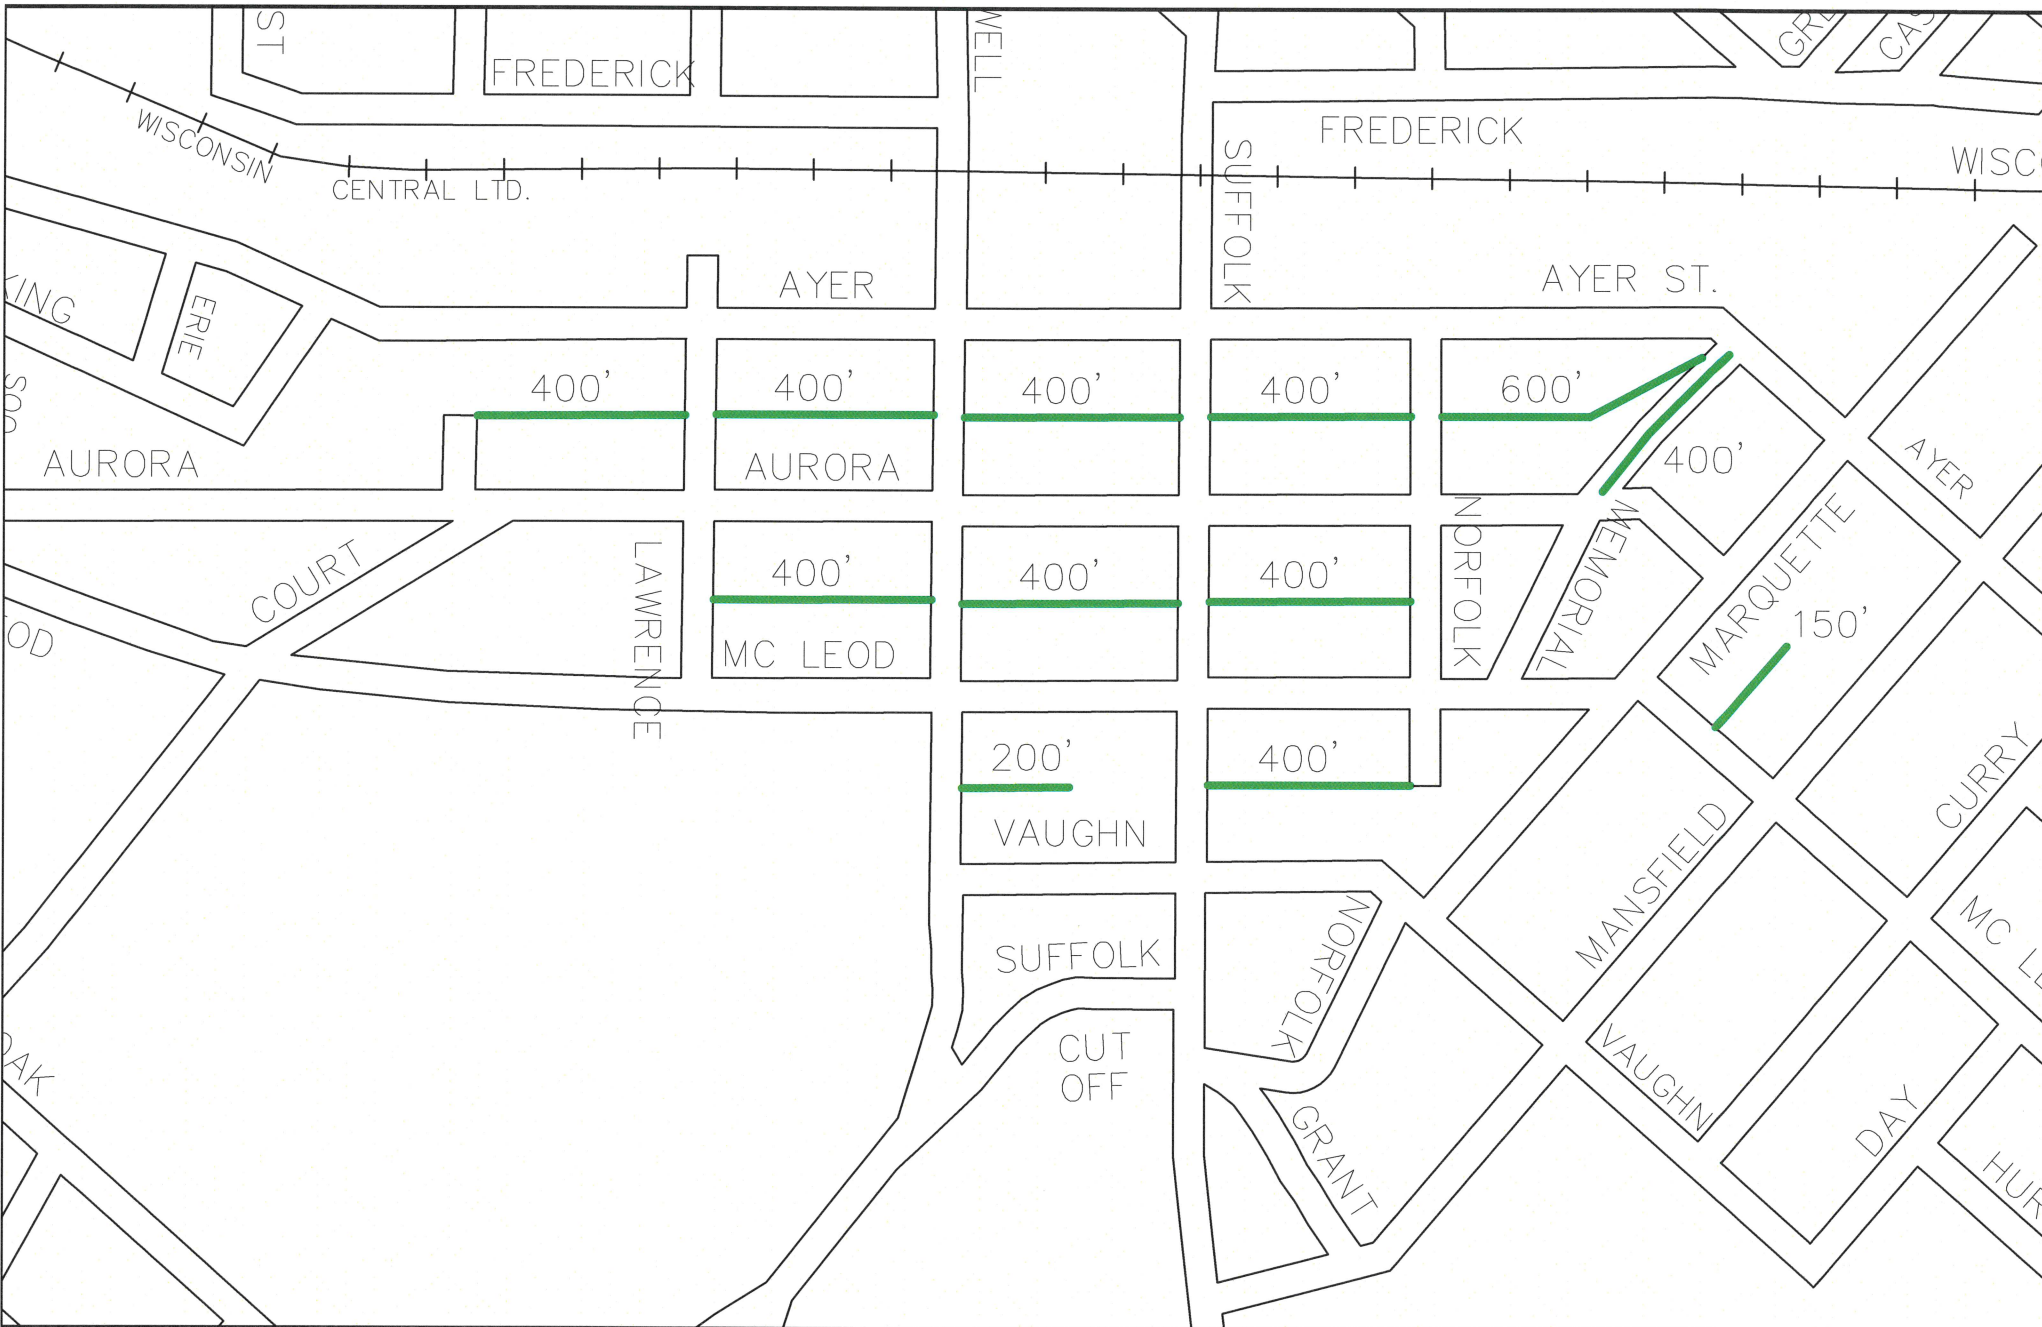 ST
WELL
FREDERICK
WISCONSIN
CENTRAL LTD.
SUFFOLK
FREDERICK
AYER
AYER ST.
ERIE
400'
400'
400'
400'
600'
AURORA
AURORA
400'
AYER
NORFOLK
MEMORIAL
MARQUETTE
COURT
LAWRENCE
400'
400'
400'
MC LEOD
150'
200'
400'
VAUGHN
MANSFIELD
CURRY
SUFFOLK
NORFOLK
MC L
CUT
OFF
VAUGHN
GRANT
DAY